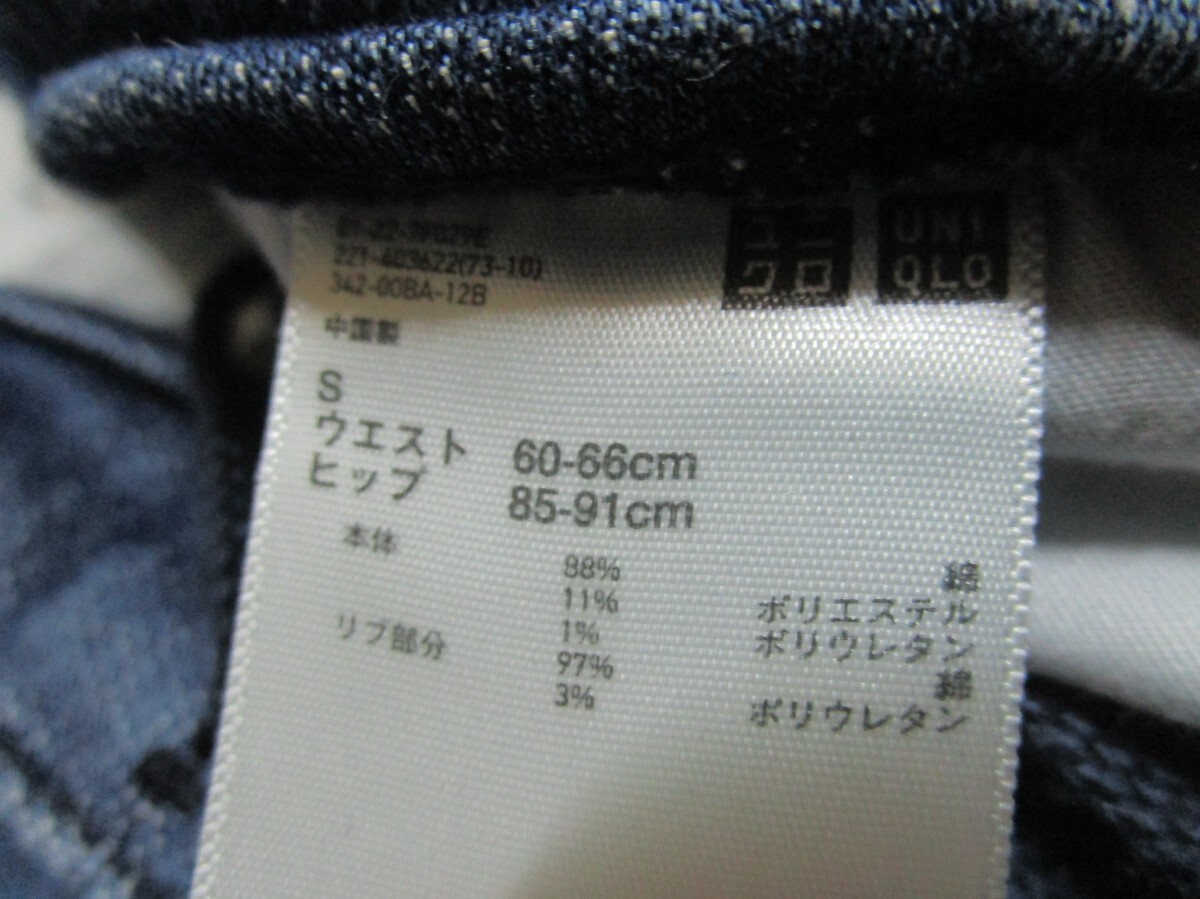 ユニ
クロ
UNI
QLO
221-409622(73-10)
342-00BA-12B
中国製
S
ウエスト 60-66cm
ヒップ 85-91cm
本体 88% 綿
11% ポリエステル
1% ポリウレタン
リブ部分 97% 綿
3% ポリウレタン